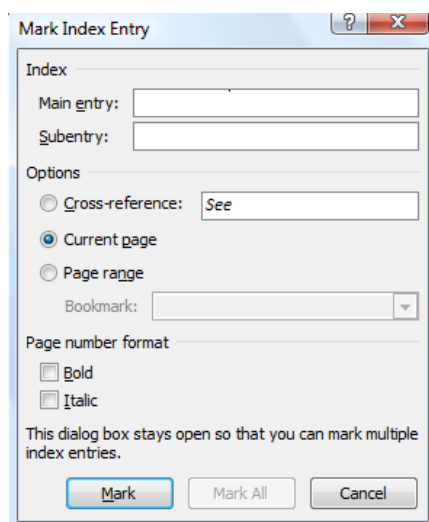 Mark Index Entry
Index
Main entry:
Subentry:
Options
Cross-reference: See
Current page
Page range
Bookmark:
Page number format
Bold
Italic
This dialog box stays open so that you can mark multiple
index entries.
Mark Mark All Cancel